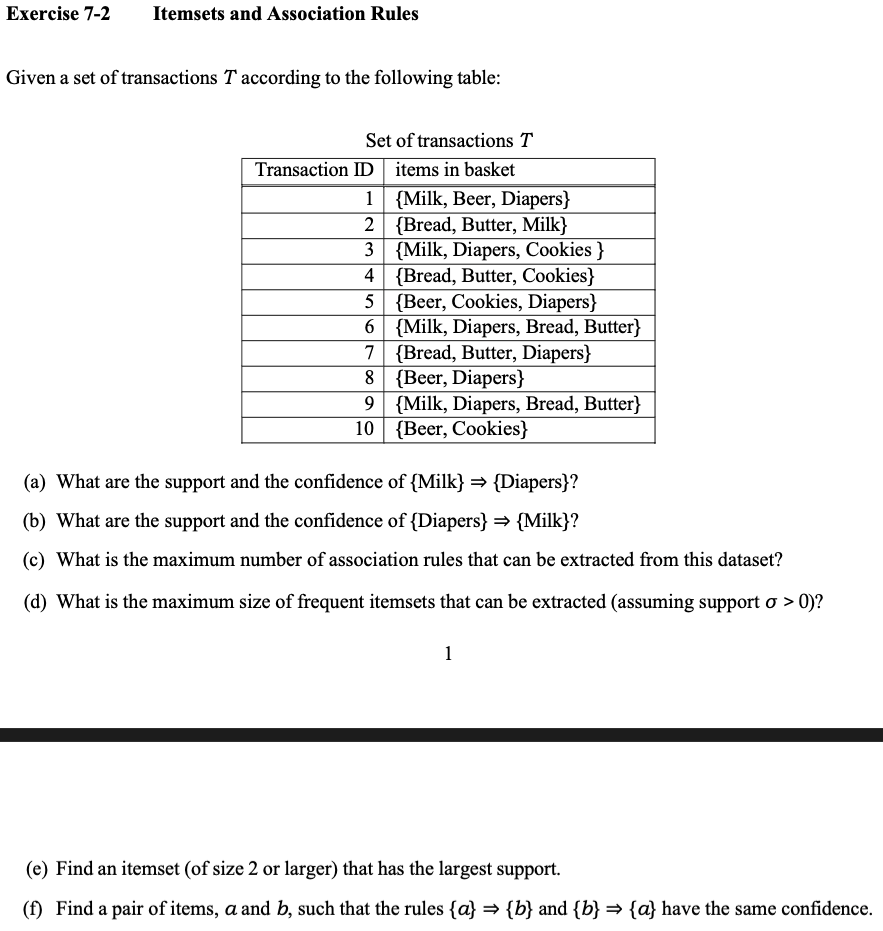 Exercise 7-2 Itemsets and Association Rules
Given a set of transactions T according to the following table:
Set of transactions T
Transaction ID items in basket
1 {Milk, Beer, Diapers}
2 {Bread, Butter, Milk}
3 {Milk, Diapers, Cookies }
4 {Bread, Butter, Cookies}
5 {Beer, Cookies, Diapers}
6 {Milk, Diapers, Bread, Butter}
7 {Bread, Butter, Diapers}
8 {Beer, Diapers}
9 {Milk, Diapers, Bread, Butter}
10 {Beer, Cookies}
(a) What are the support and the confidence of {Milk} ⇒ {Diapers}?
(b) What are the support and the confidence of {Diapers} ⇒ {Milk}?
(c) What is the maximum number of association rules that can be extracted from this dataset?
(d) What is the maximum size of frequent itemsets that can be extracted (assuming support σ > 0)?
1
(e) Find an itemset (of size 2 or larger) that has the largest support.
(f) Find a pair of items, a and b, such that the rules {a} ⇒ {b} and {b} ⇒ {a} have the same confidence.